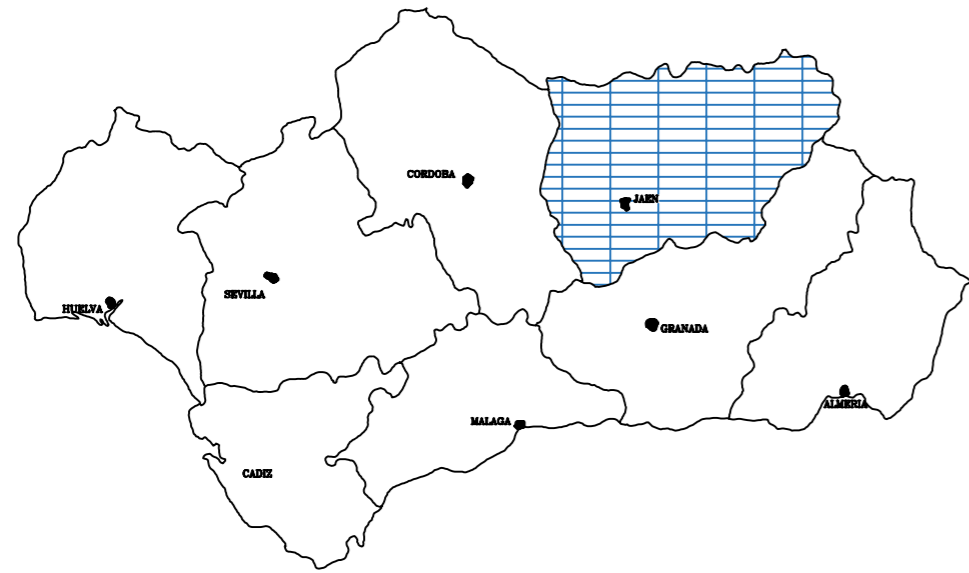 CORDOBA
JAEN
SEVILLA
HUELVA
GRANADA
ALMERIA
MALAGA
CADIZ